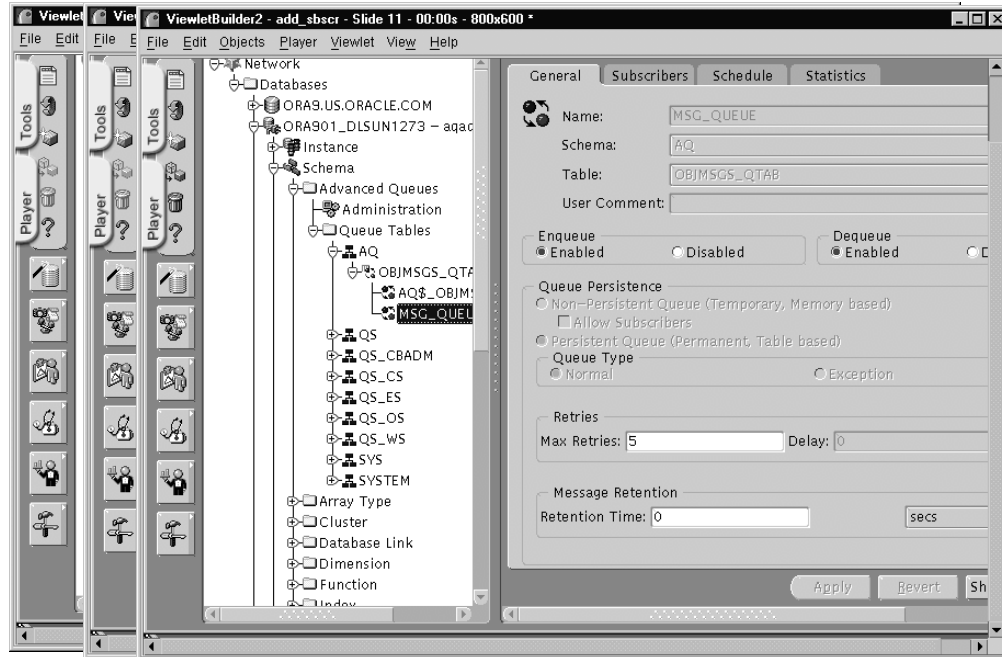 Viewlet
Vie
ViewletBuilder2 - add_sbscr - Slide 11 - 00:00s - 800x600 *
File Edit
File E
File Edit Objects Player Viewlet View Help
Tools
Player
Tools
Player
Tools
Player
Network
Databases
ORA9.US.ORACLE.COM
ORA901_DLSUN1273 – aqad
Instance
Schema
Advanced Queues
Administration
Queue Tables
AQ
OBJMSGS_QTA
AQ$_OBJMS
MSG_QUEU
QS
QS_CBADM
QS_CS
QS_ES
QS_OS
QS_WS
SYS
SYSTEM
Array Type
Cluster
Database Link
Dimension
Function
Index
General Subscribers Schedule Statistics
Name: MSG_QUEUE
Schema: AQ
Table: OBJMSGS_QTAB
User Comment:
Enqueue
Enabled Disabled
Dequeue
Enabled D
Queue Persistence
Non-Persistent Queue (Temporary, Memory based)
Allow Subscribers
Persistent Queue (Permanent, Table based)
Queue Type
Normal Exception
Retries
Max Retries: 5 Delay: 0
Message Retention
Retention Time: 0 secs
Apply Revert Sh